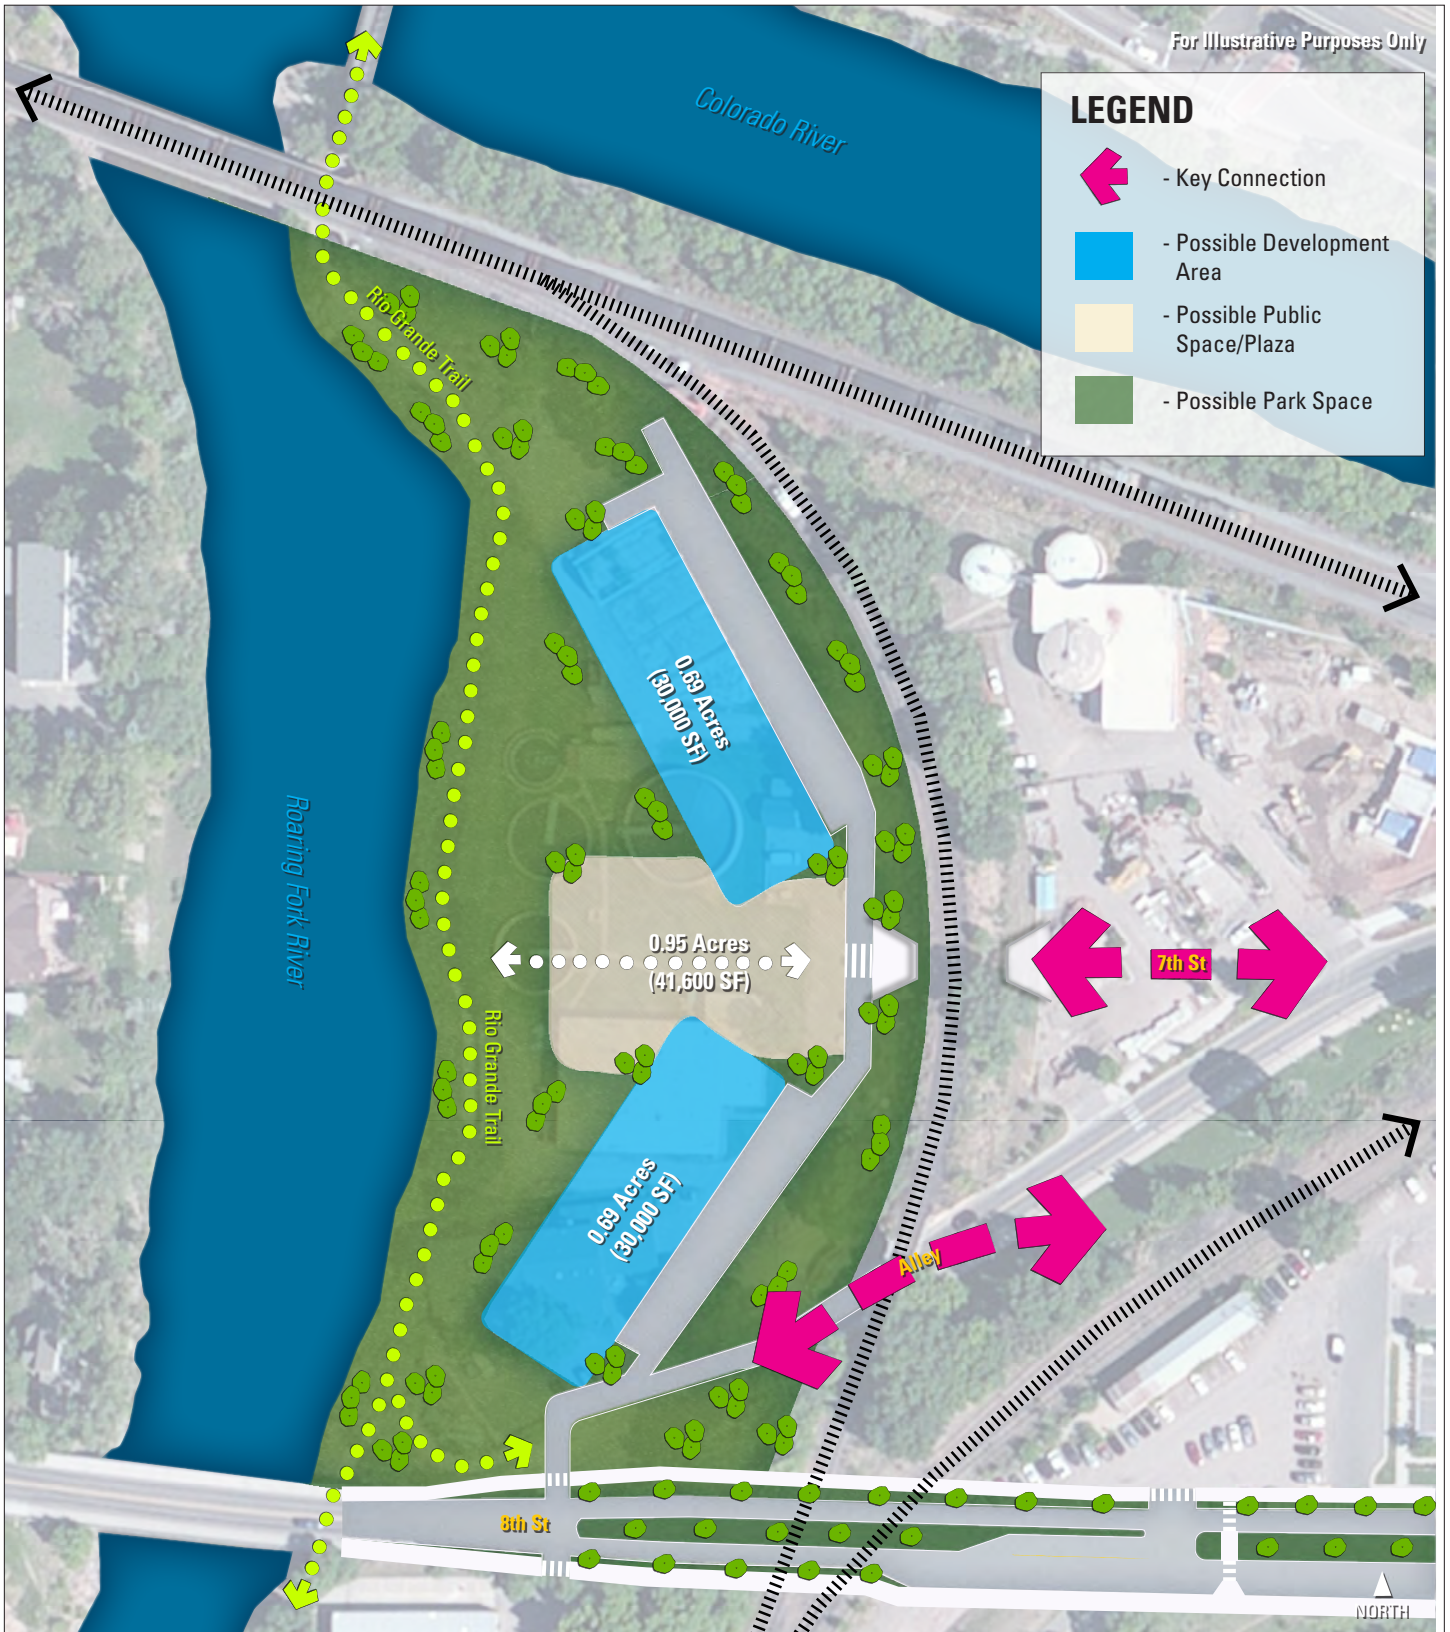 For Illustrative Purposes Only
LEGEND
- Key Connection
- Possible Development
Area
- Possible Public
Space/Plaza
- Possible Park Space
Colorado River
Rio Grande Trail
0.69 Acres
(30,000 SF)
Roaring Fork River
0.95 Acres
(41,600 SF)
7th St
Rio Grande Trail
0.69 Acres
(30,000 SF)
Alley
8th St
NORTH